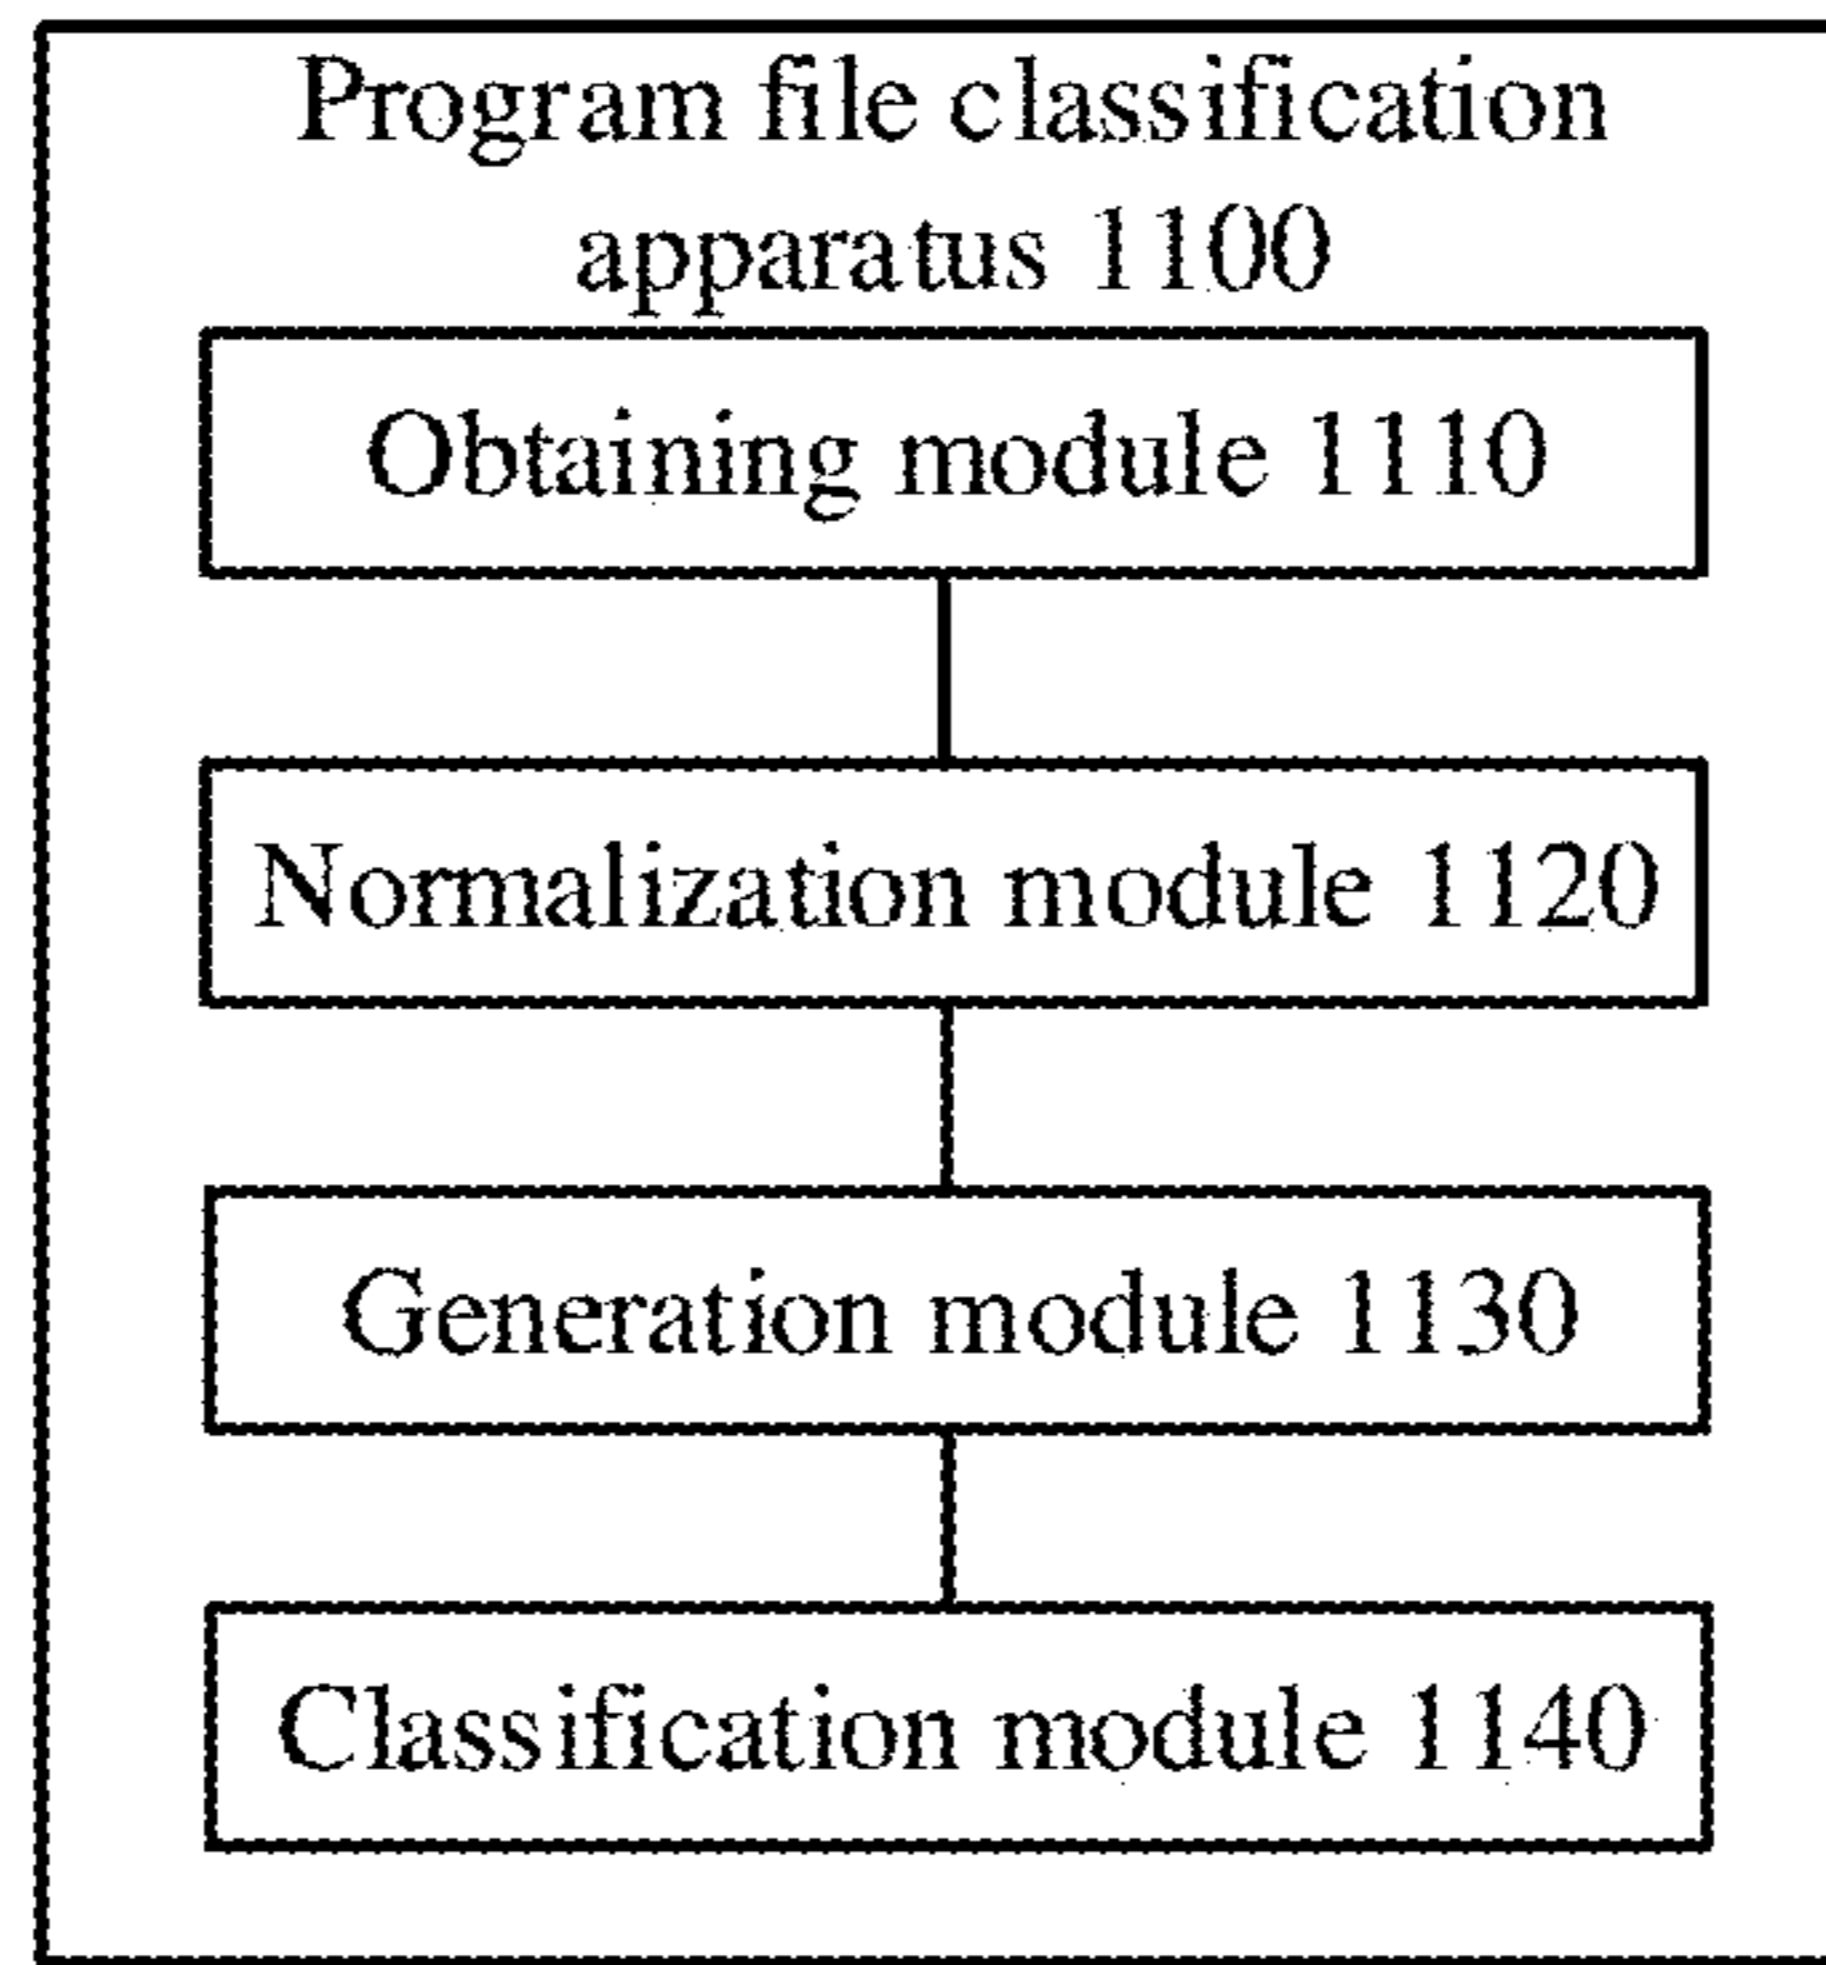 Program file classification
apparatus 1100
Obtaining module 1110
Normalization module 1120
Generation module 1130
Classification module 1140